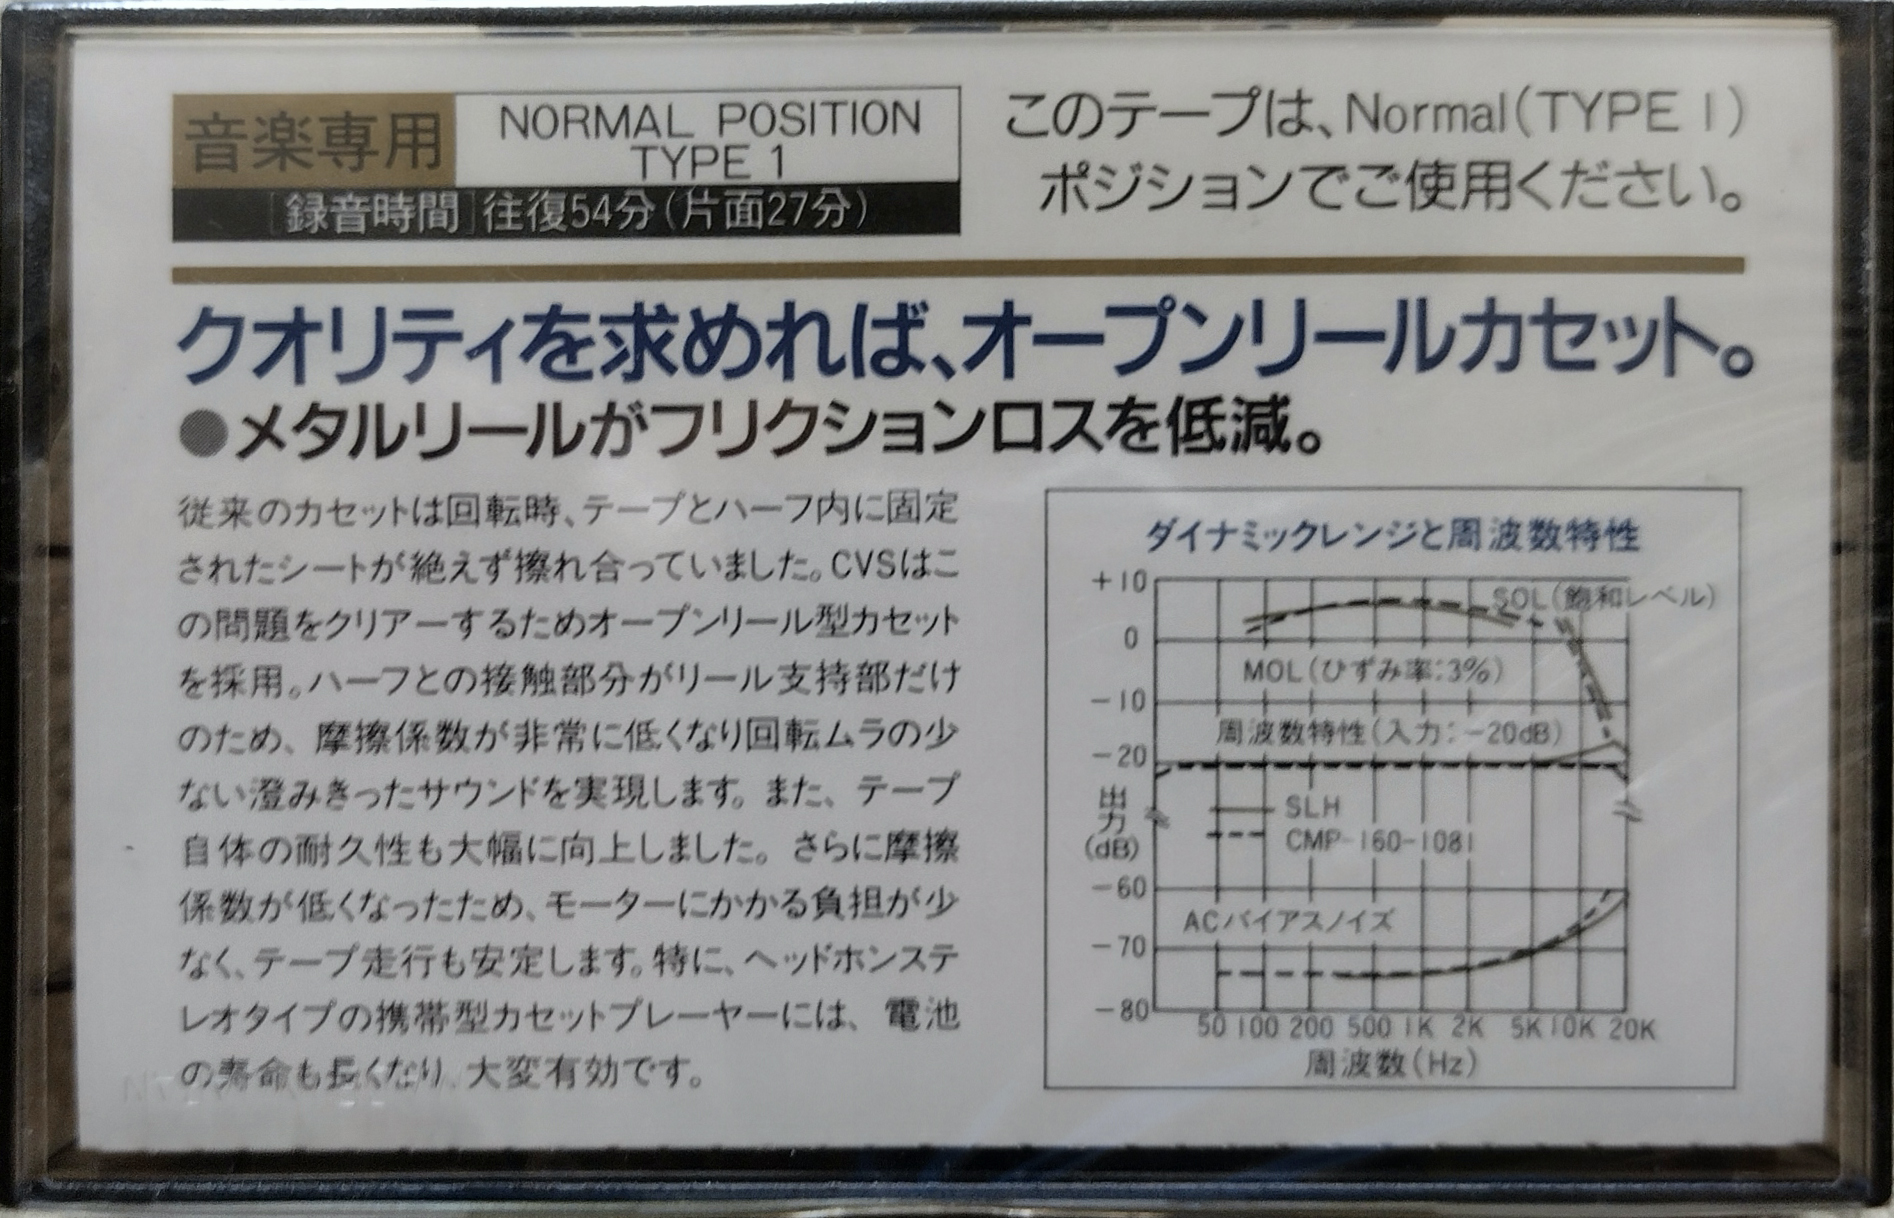 音楽専用
NORMAL POSITION
TYPE 1
[録音時間]往復54分(片面27分)
このテープは、Normal(TYPE I)
ポジションでご使用ください。
クオリティを求めれば、オープンリールカセット。
●メタルリールがフリクションロスを低減。
従来のカセットは回転時、テープとハーフ内に固定
されたシートが絶えず擦れ合っていました。CVSはこ
の問題をクリアーするためオープンリール型カセット
を採用。ハーフとの接触部分がリール支持部だけ
のため、摩擦係数が非常に低くなり回転ムラの少
ない澄みきったサウンドを実現します。また、テープ
自体の耐久性も大幅に向上しました。さらに摩擦
係数が低くなったため、モーターにかかる負担が少
なく、テープ走行も安定します。特に、ヘッドホンステ
レオタイプの携帯型カセットプレーヤーには、電池
の寿命も長くなり、大変有効です。
ダイナミックレンジと周波数特性
+10
SOL(飽和レベル)
0
MOL(ひずみ率:3%)
-10
周波数特性(入力:-20dB)
-20
出力(dB)
SLH
CMP-160-1081
-60
ACバイアスノイズ
-70
-80
50 100 200 500 1K 2K 5K 10K 20K
周波数(Hz)